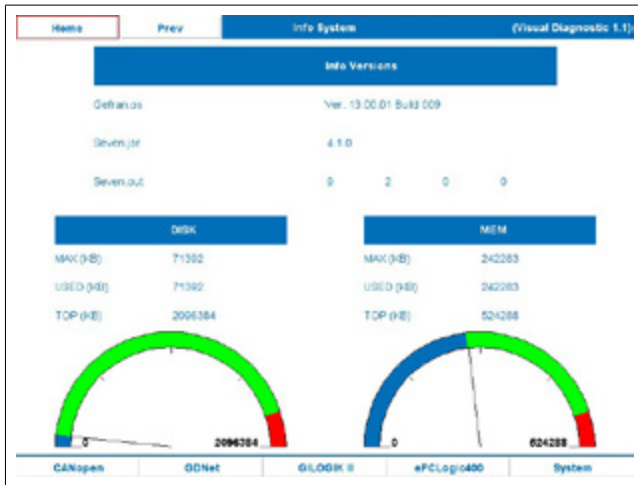 Home Prev Info System (Visual Diagnostic 1.1)
Info Versions
Gefran.os Ver. 13.00.01 Build 009
Seven.jar 4.1.0
Seven.out 9 2 0 0
DISK MEM
MAX (KB) 71392 MAX (KB) 242283
USED (KB) 71392 USED (KB) 242283
TOP (KB) 2096384 TOP (KB) 524288
0 2096384 0 524288
CANopen GDNet GILOGIK II ePCLogic400 System